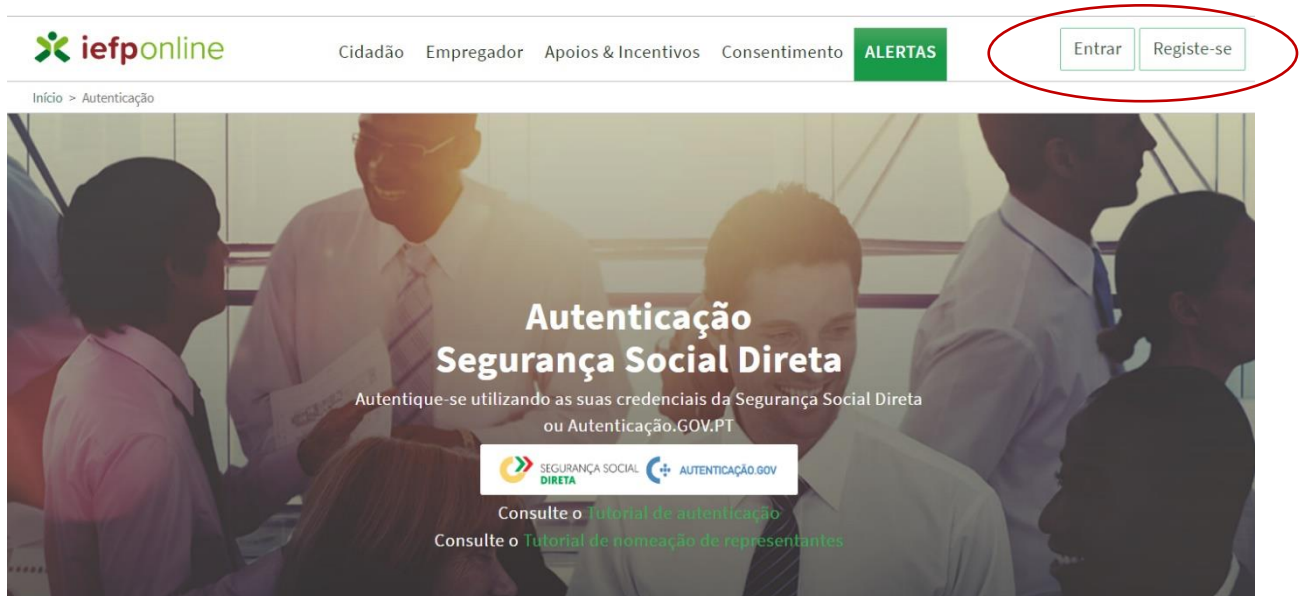 iefponline
Cidadão Empregador Apoios & Incentivos Consentimento ALERTAS Entrar Registe-se
Início > Autenticação
Autenticação
Segurança Social Direta
Autentique-se utilizando as suas credenciais da Segurança Social Direta
ou Autenticação.GOV.PT
SEGURANÇA SOCIAL
DIRETA
AUTENTICAÇÃO.GOV
Consulte o Tutorial de autenticação
Consulte o Tutorial de nomeação de representantes